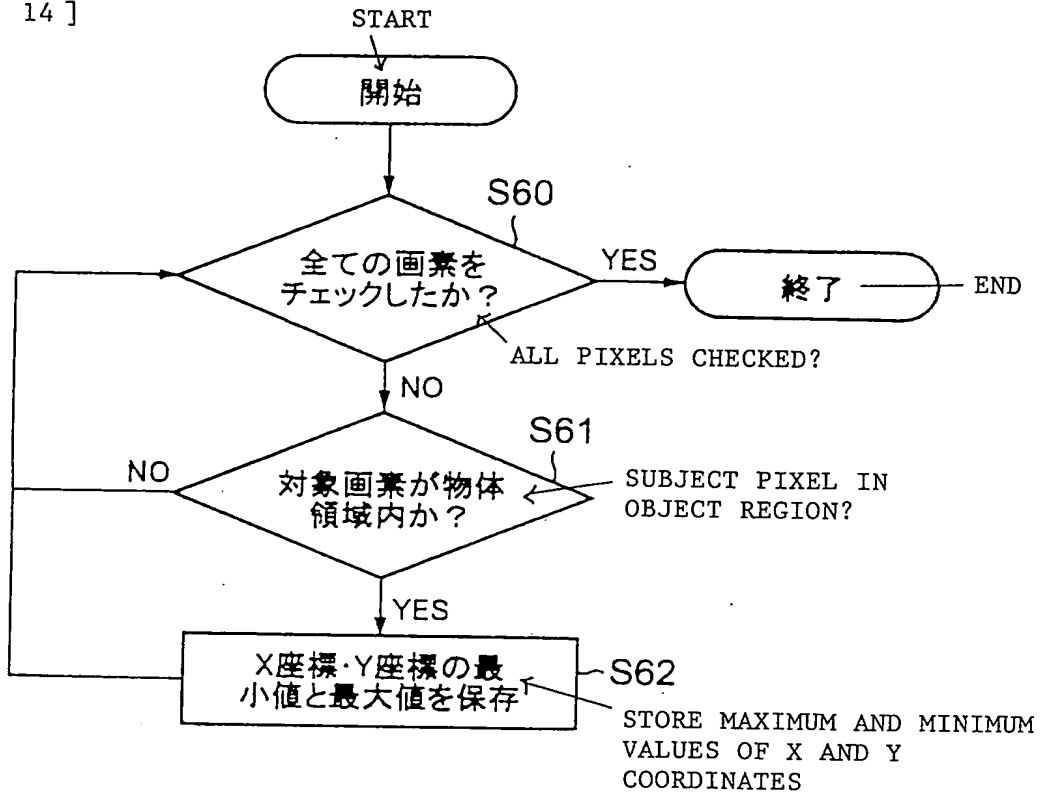 14 ]
START
開始
S60
全ての画素を
チェックしたか？
YES
終了
END
ALL PIXELS CHECKED?
NO
S61
NO
対象画素が物体
領域内か？
SUBJECT PIXEL IN
OBJECT REGION?
YES
X座標･Y座標の最
小値と最大値を保存
S62
STORE MAXIMUM AND MINIMUM
VALUES OF X AND Y
COORDINATES